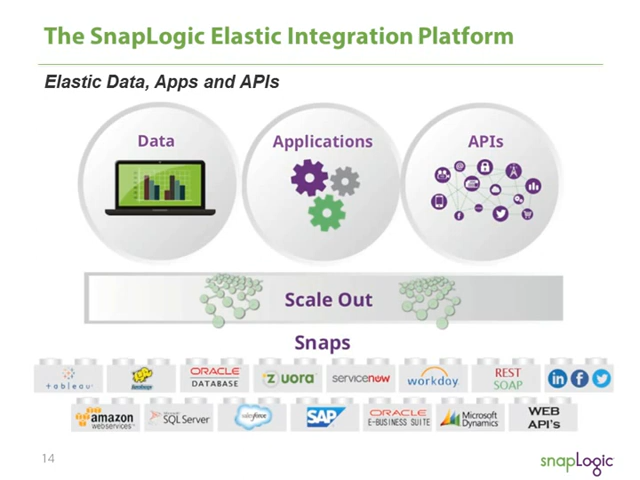 The SnapLogic Elastic Integration Platform
Elastic Data, Apps and APIs
Data
Applications
APIs
Scale Out
Snaps
tableau
hadoop
ORACLE
DATABASE
zuora
servicenow
workday
REST
SOAP
in f
amazon
webservices
SQL Server
salesforce
SAP
ORACLE
E-BUSINESS SUITE
Microsoft
Dynamics
WEB
API's
14
snapLogic